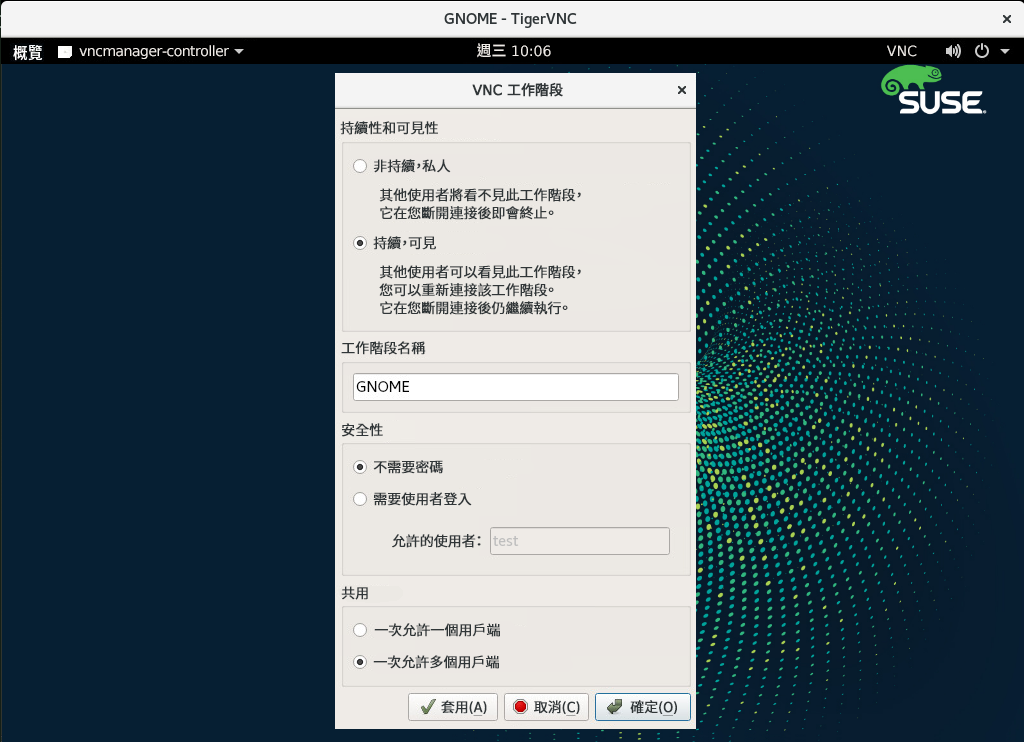 GNOME - TigerVNC
概覽 vncmanager-controller 週三 10:06 VNC
SUSE
VNC 工作階段
持續性和可見性
非持續,私人
其他使用者將看不見此工作階段,
它在您斷開連接後即會終止。
持續,可見
其他使用者可以看見此工作階段,
您可以重新連接該工作階段。
它在您斷開連接後仍繼續執行。
工作階段名稱
GNOME
安全性
不需要密碼
需要使用者登入
允許的使用者: test
共用
一次允許一個用戶端
一次允許多個用戶端
套用(A) 取消(C) 確定(O)